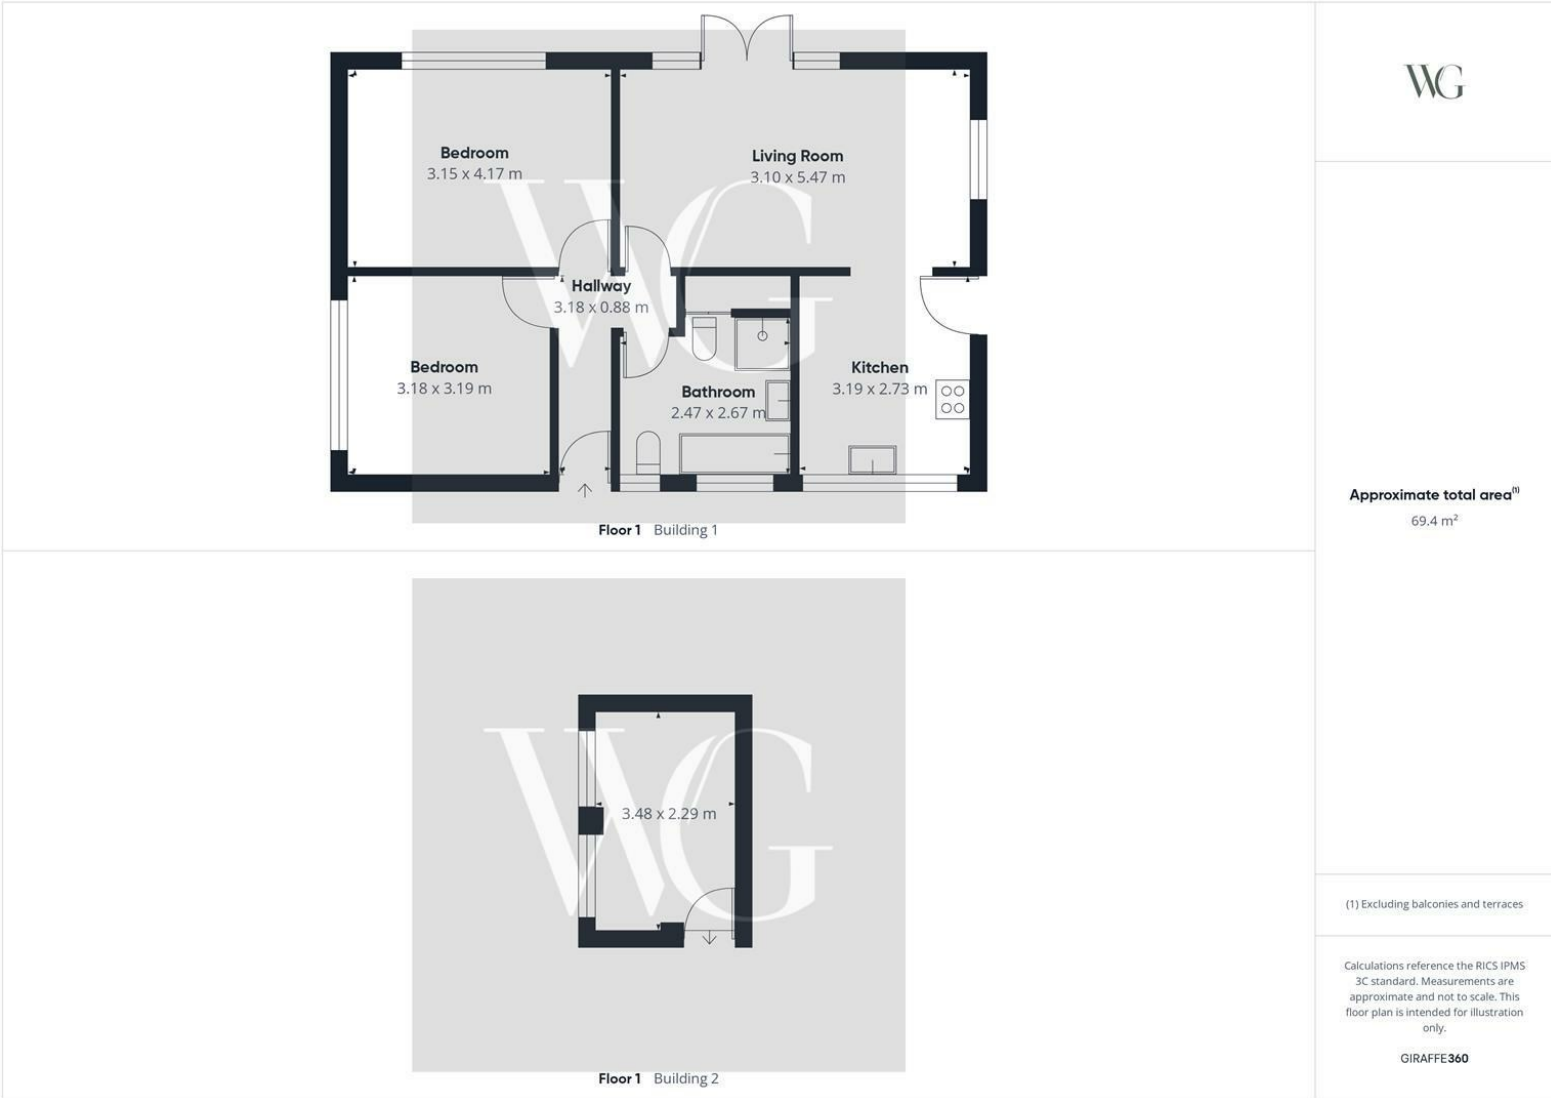 Bedroom
3.15 x 4.17 m
Living Room
3.10 x 5.47 m
Hallway
3.18 x 0.88 m
Bedroom
3.18 x 3.19 m
Bathroom
2.47 x 2.67 m
Kitchen
3.19 x 2.73 m
WG
Floor 1 Building 1
3.48 x 2.29 m
WG
Floor 1 Building 2
WG
Approximate total area(1)
69.4 m²
(1) Excluding balconies and terraces
Calculations reference the RICS IPMS
3C standard. Measurements are
approximate and not to scale. This
floor plan is intended for illustration
only.
GIRAFFE360